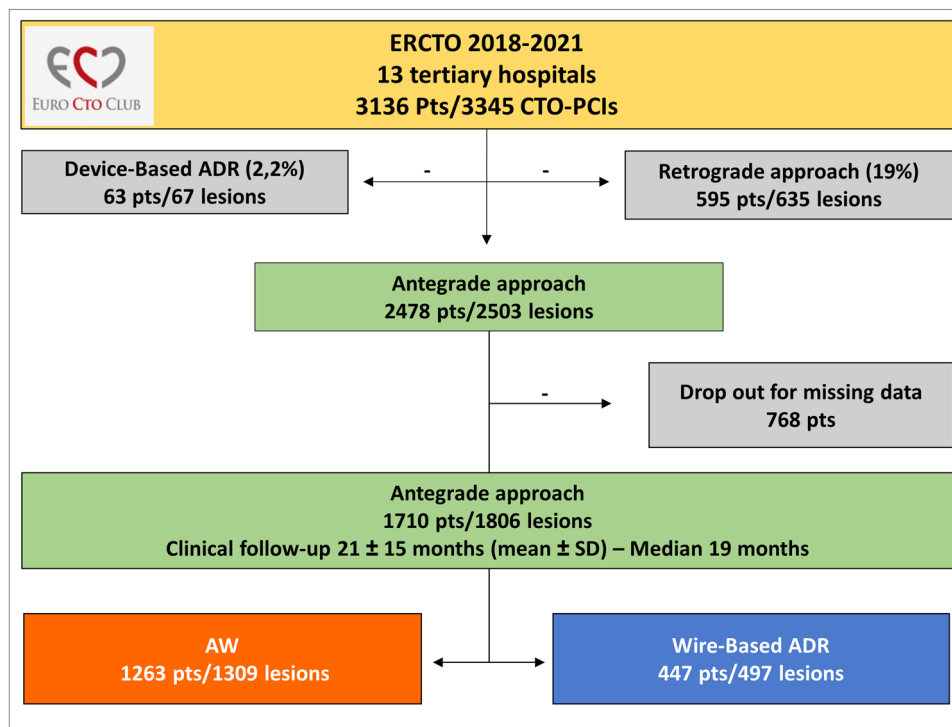 ECC
EURO CTO CLUB
ERCTO 2018-2021
13 tertiary hospitals
3136 Pts/3345 CTO-PCIs
Device-Based ADR (2,2%)
63 pts/67 lesions
-
-
Retrograde approach (19%)
595 pts/635 lesions
Antegrade approach
2478 pts/2503 lesions
-
Drop out for missing data
768 pts
Antegrade approach
1710 pts/1806 lesions
Clinical follow-up 21 ± 15 months (mean ± SD) – Median 19 months
AW
1263 pts/1309 lesions
Wire-Based ADR
447 pts/497 lesions